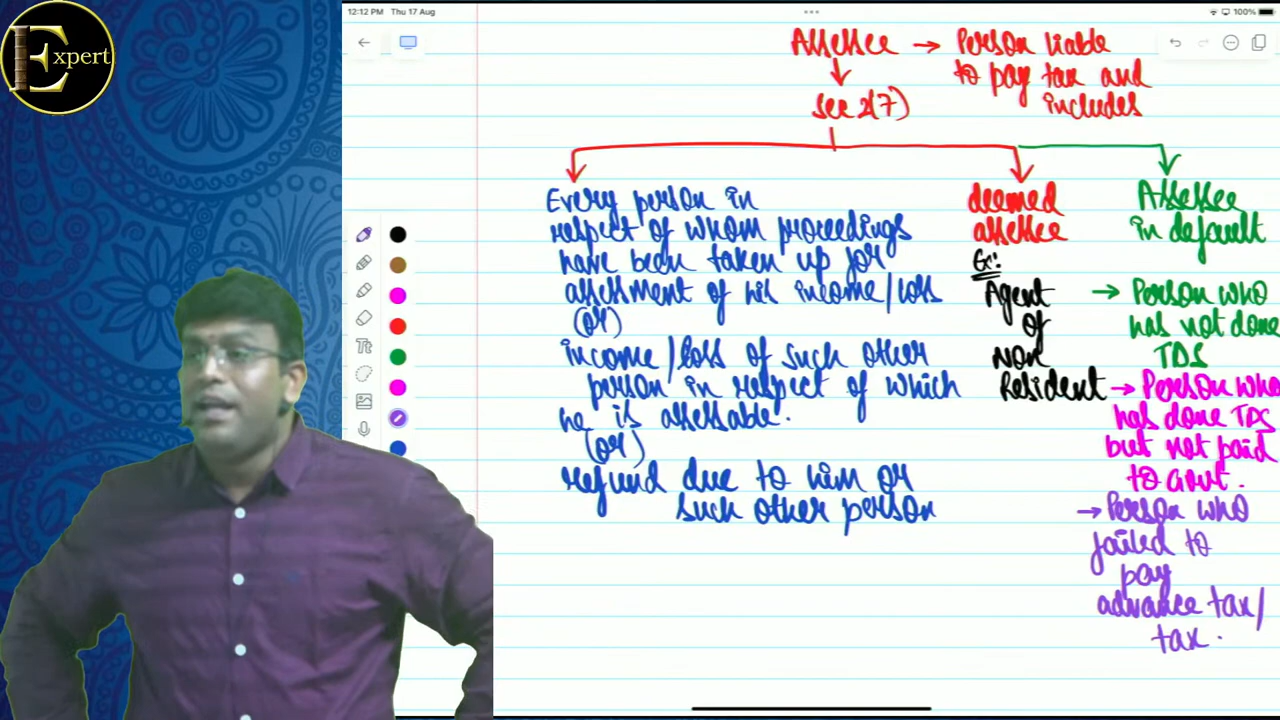 Expert
12:12 PM Thu 17 Aug
100%
Assessee → Person liable
to pay tax and
includes
sec 2(7)
Every person in
respect of whom proceedings
have been taken up for
assessment of his income/loss
(or)
income/loss of such other
person in respect of which
he is assessable.
(or)
refund due to him or
such other person
deemed
assessee
Ex:
Agent
of
Non
Resident
Assessee
in default
→ Person who
has not done
TDS
→ Person who
has done TDS
but not paid
to Govt.
→ Person who
failed to
pay
advance tax/
tax.